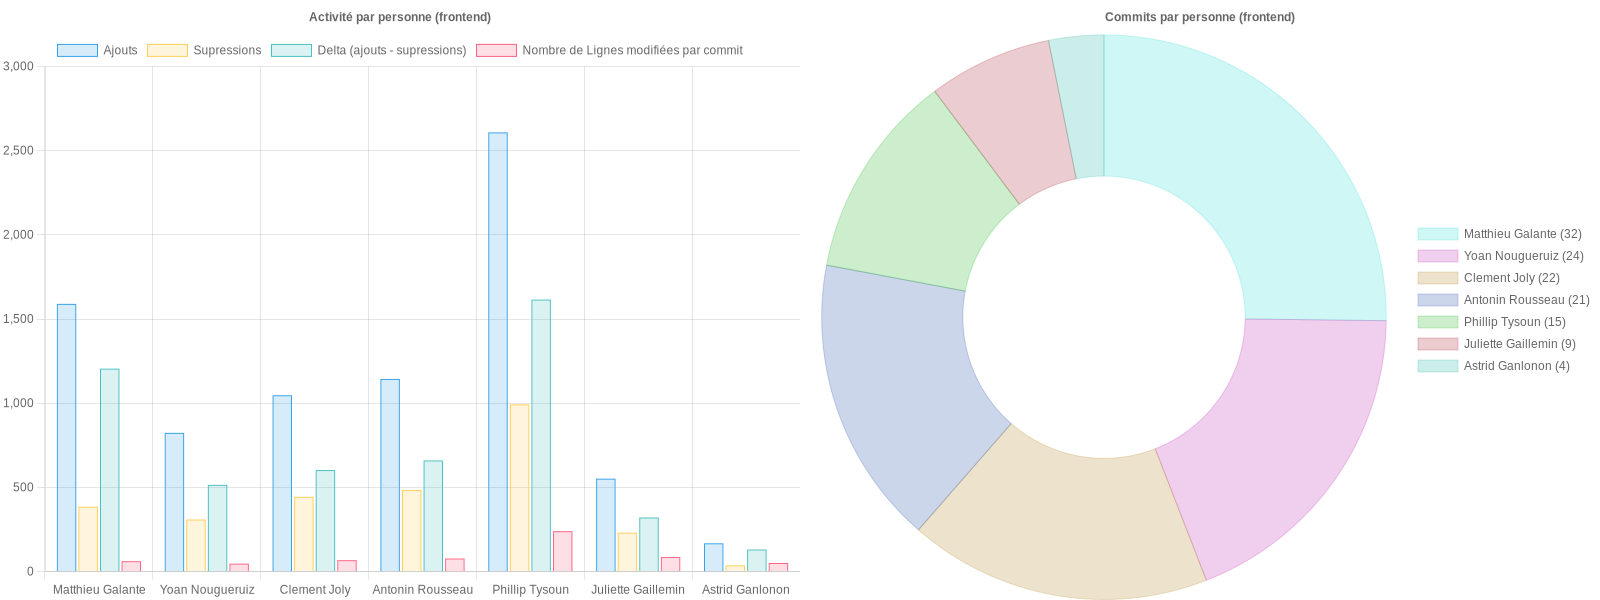 Activité par personne (frontend)
Ajouts
Supressions
Delta (ajouts - supressions)
Nombre de Lignes modifiées par commit
3,000
2,500
2,000
1,500
1,000
500
0
Matthieu Galante
Yoan Nougueruiz
Clement Joly
Antonin Rousseau
Phillip Tysoun
Juliette Gaillemin
Astrid Ganlonon
Commits par personne (frontend)
Matthieu Galante (32)
Yoan Nougueruiz (24)
Clement Joly (22)
Antonin Rousseau (21)
Phillip Tysoun (15)
Juliette Gaillemin (9)
Astrid Ganlonon (4)